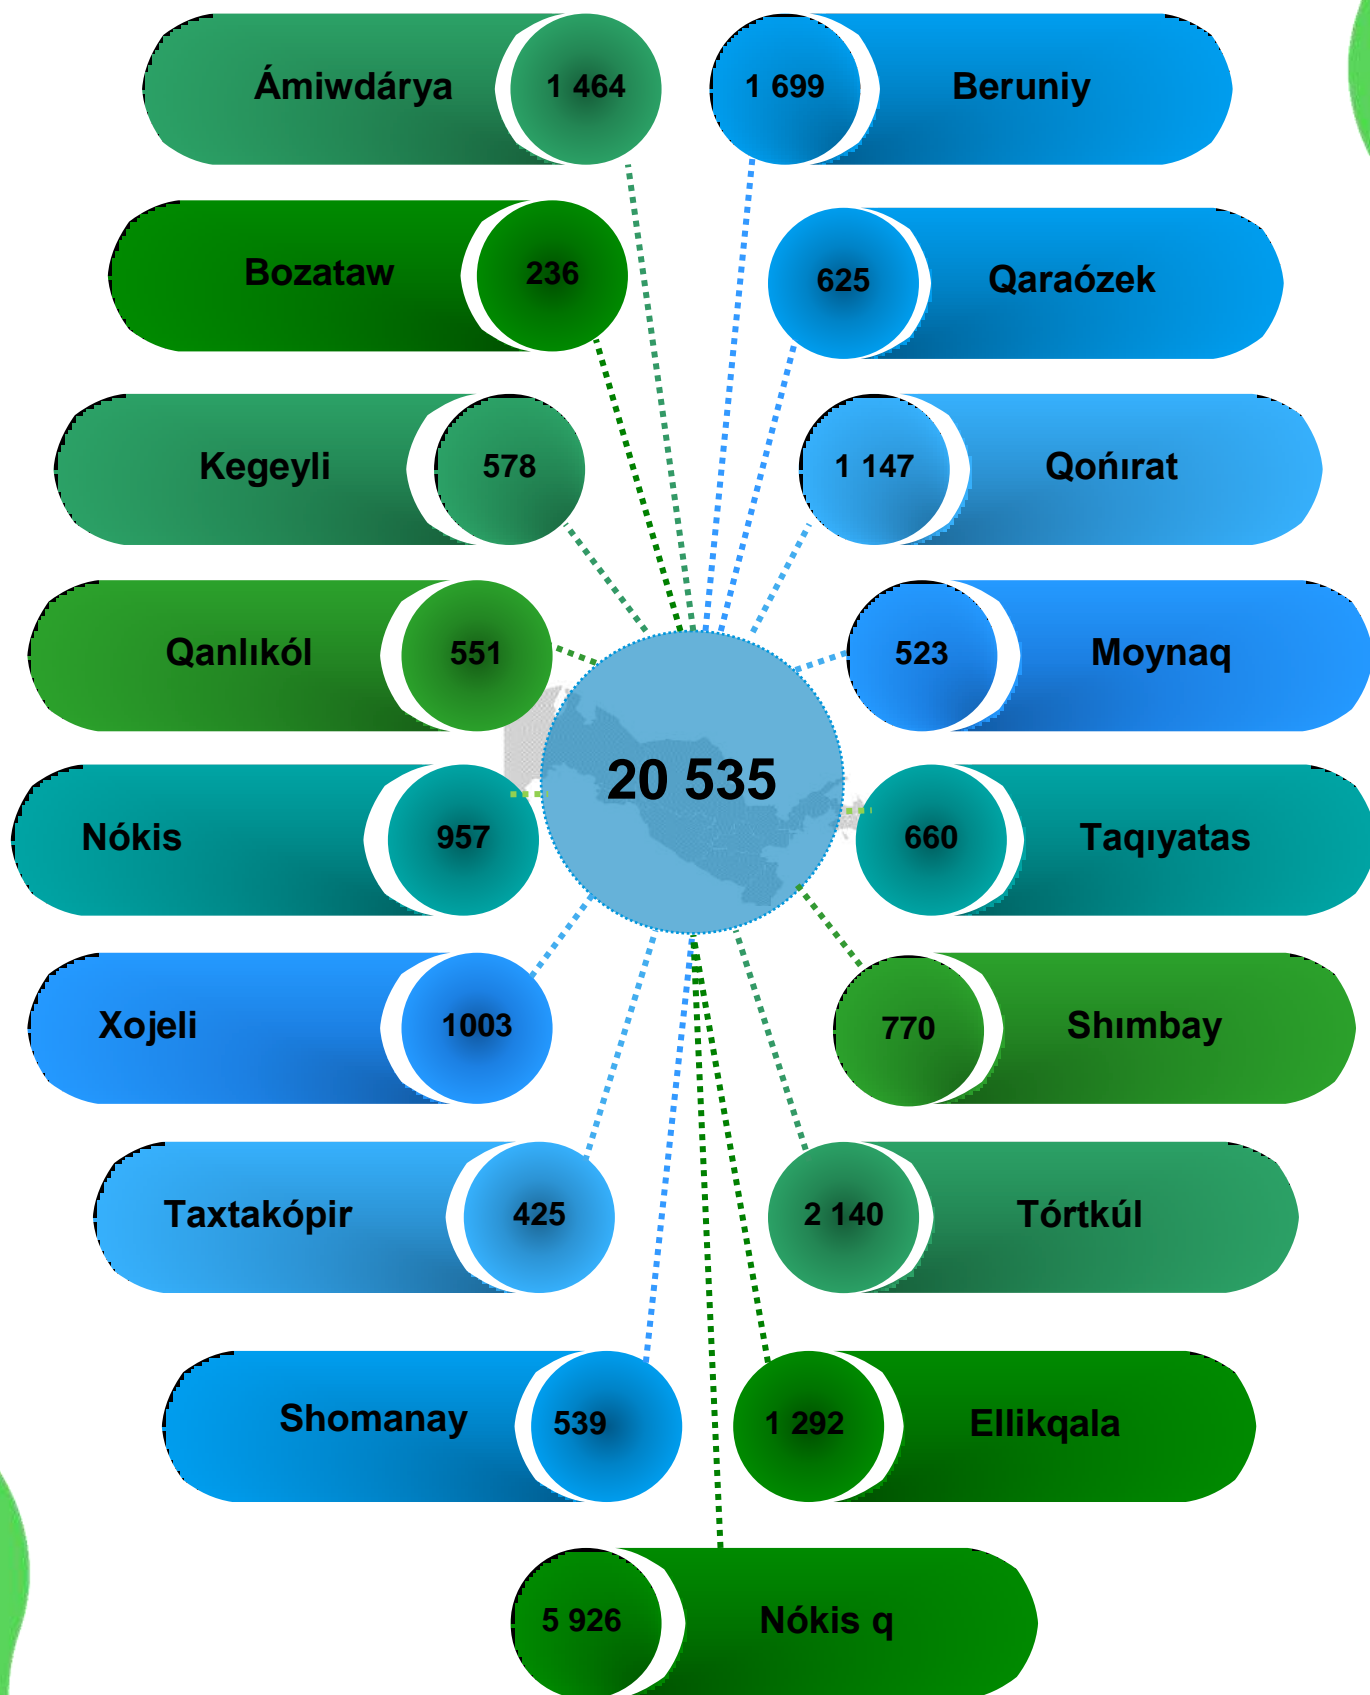 Ámiwdárya 1 464
1 699 Beruniy
Bozataw 236
625 Qaraózek
Kegeyli 578
1 147 Qońırat
Qanlıkól 551
523 Moynaq
20 535
Nókis 957
660 Taqıyatas
Xojeli 1003
770 Shımbay
Taxtakópir 425
2 140 Tórtkúl
Shomanay 539
1 292 Ellikqala
5 926 Nókis q